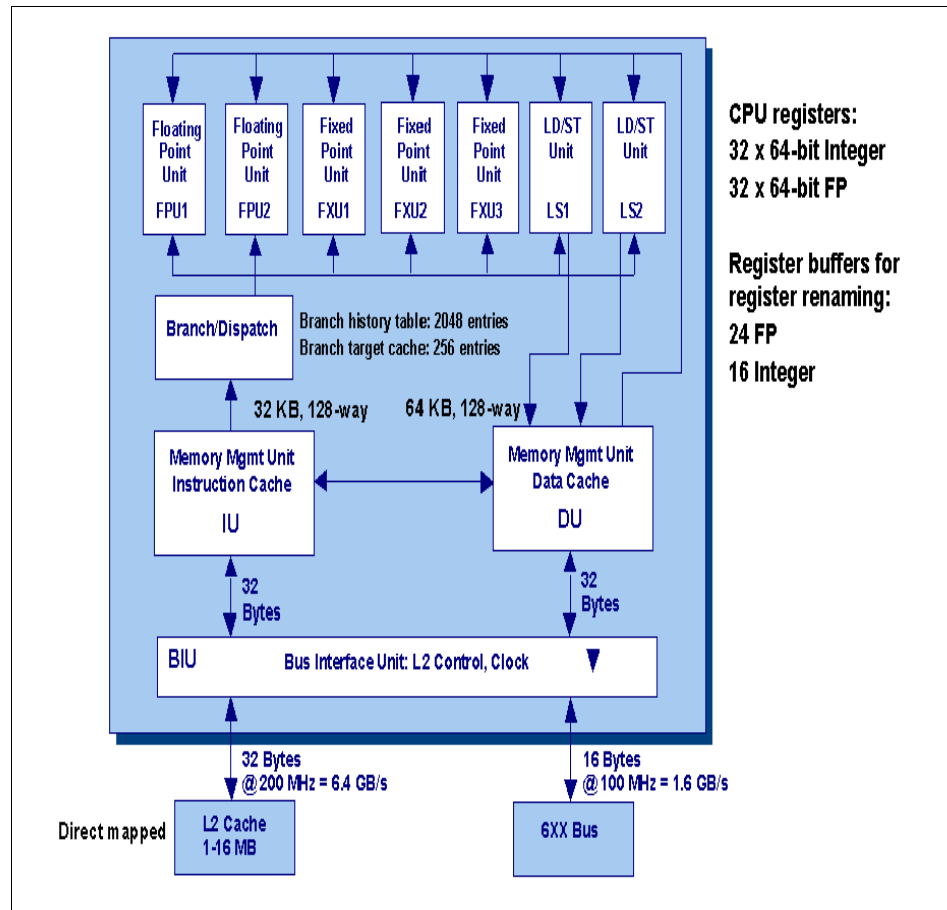 Floating
Point
Unit
FPU1
Floating
Point
Unit
FPU2
Fixed
Point
Unit
FXU1
Fixed
Point
Unit
FXU2
Fixed
Point
Unit
FXU3
LD/ST
Unit
LS1
LD/ST
Unit
LS2
CPU registers:
32 x 64-bit Integer
32 x 64-bit FP
Register buffers for
register renaming:
24 FP
16 Integer
Branch/Dispatch
Branch history table: 2048 entries
Branch target cache: 256 entries
32 KB, 128-way
64 KB, 128-way
Memory Mgmt Unit
Instruction Cache
IU
Memory Mgmt Unit
Data Cache
DU
32
Bytes
32
Bytes
BIU
Bus Interface Unit: L2 Control, Clock
32 Bytes
@200 MHz = 6.4 GB/s
16 Bytes
@100 MHz = 1.6 GB/s
Direct mapped
L2 Cache
1-16 MB
6XX Bus